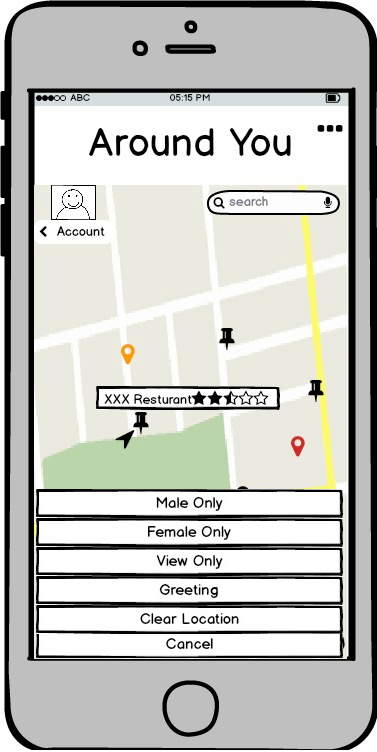 ABC 05:15 PM
Around You
search
Account
XXX Resturant
Male Only
Female Only
View Only
Greeting
Clear Location
Cancel